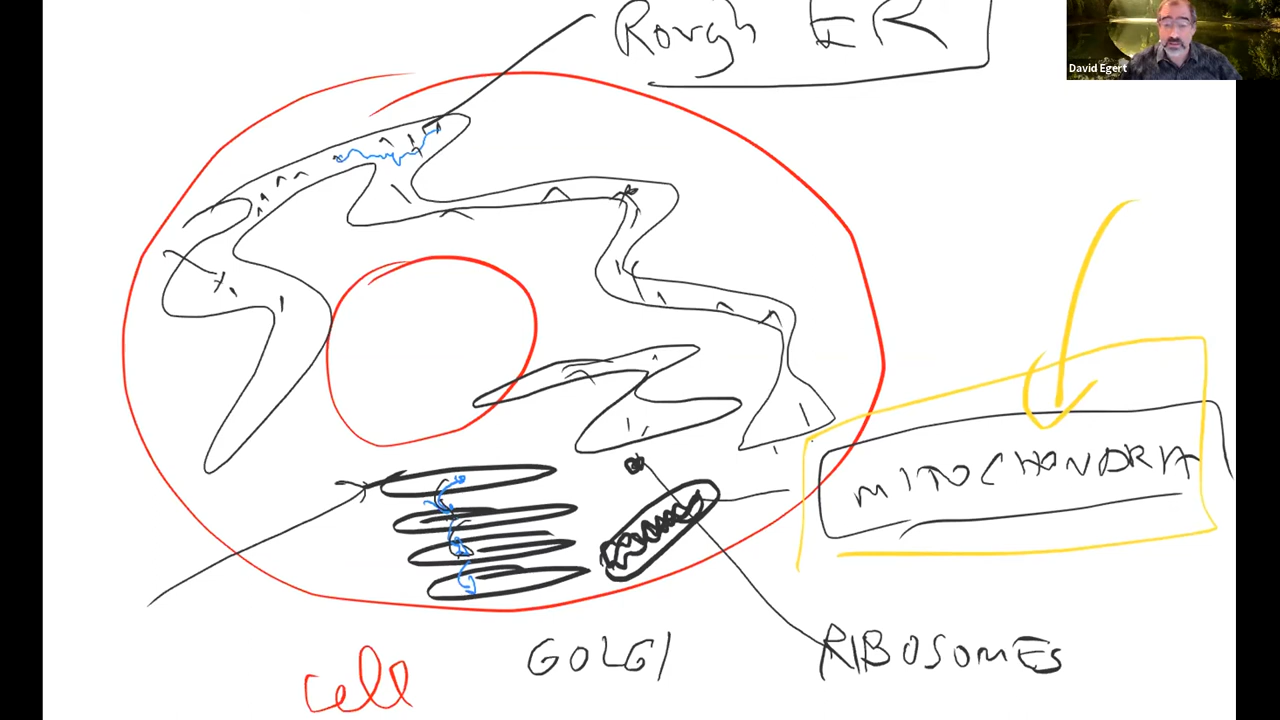 Rough ER
David Egert
MITOCHONDRIA
GOLGI
RIBOSOMES
cell